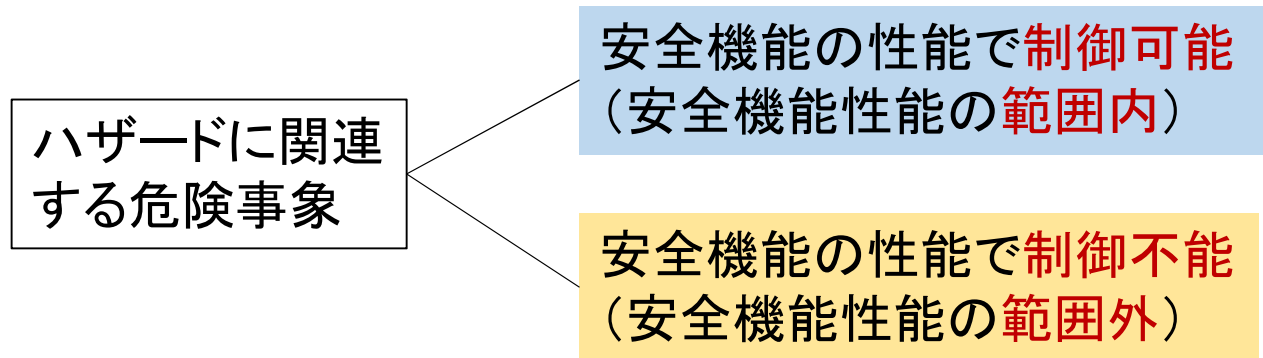 ハザードに関連
する危険事象
安全機能の性能で制御可能
（安全機能性能の範囲内）
安全機能の性能で制御不能
（安全機能性能の範囲外）